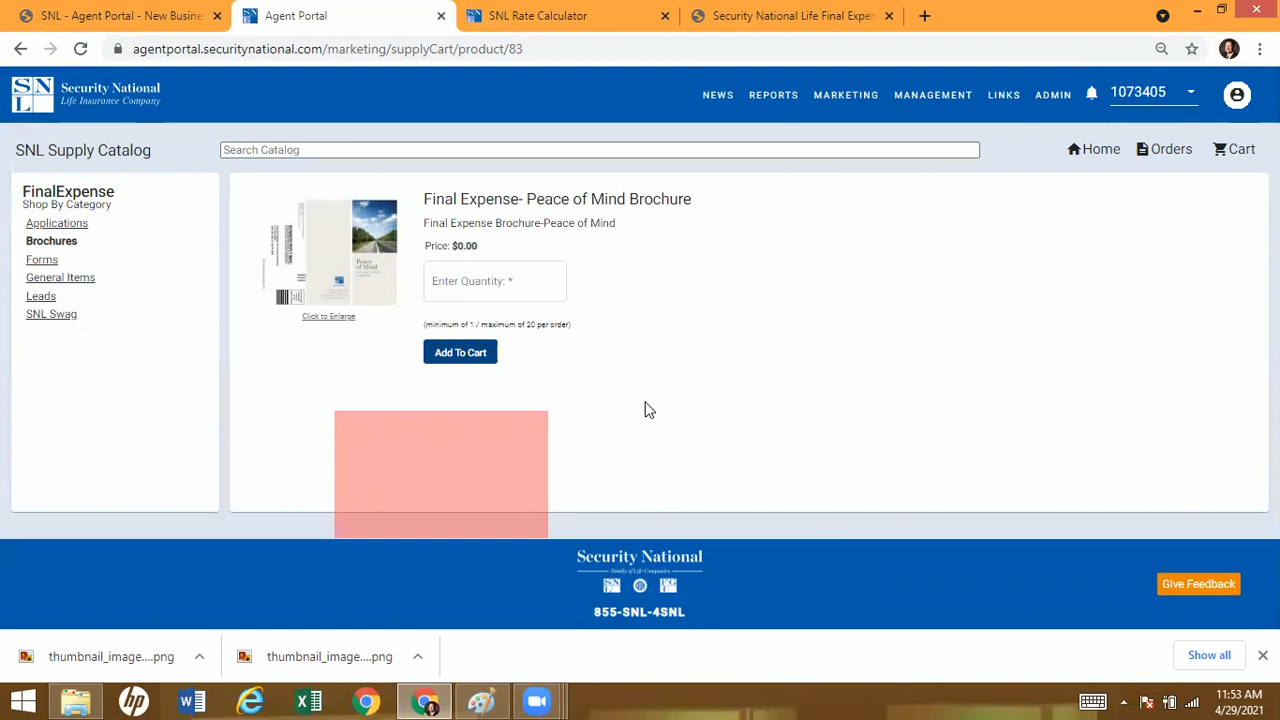 SNL - Agent Portal - New Busine
Agent Portal
SNL Rate Calculator
Security National Life Final Exper
agentportal.securitynational.com/marketing/supplyCart/product/83
SNL
Security National
Life Insurance Company
NEWS REPORTS MARKETING MANAGEMENT LINKS ADMIN 1073405
SNL Supply Catalog
Search Catalog
Home Orders Cart
FinalExpense
Shop By Category
Applications
Brochures
Forms
General Items
Leads
SNL Swag
Peace
of Mind
Click to Enlarge
Final Expense- Peace of Mind Brochure
Final Expense Brochure-Peace of Mind
Price: $0.00
Enter Quantity: *
(minimum of 1 / maximum of 20 per order)
Add To Cart
Security National
Family of Life Companies
855-SNL-4SNL
Give Feedback
thumbnail_image....png
thumbnail_image....png
Show all
11:53 AM
4/29/2021